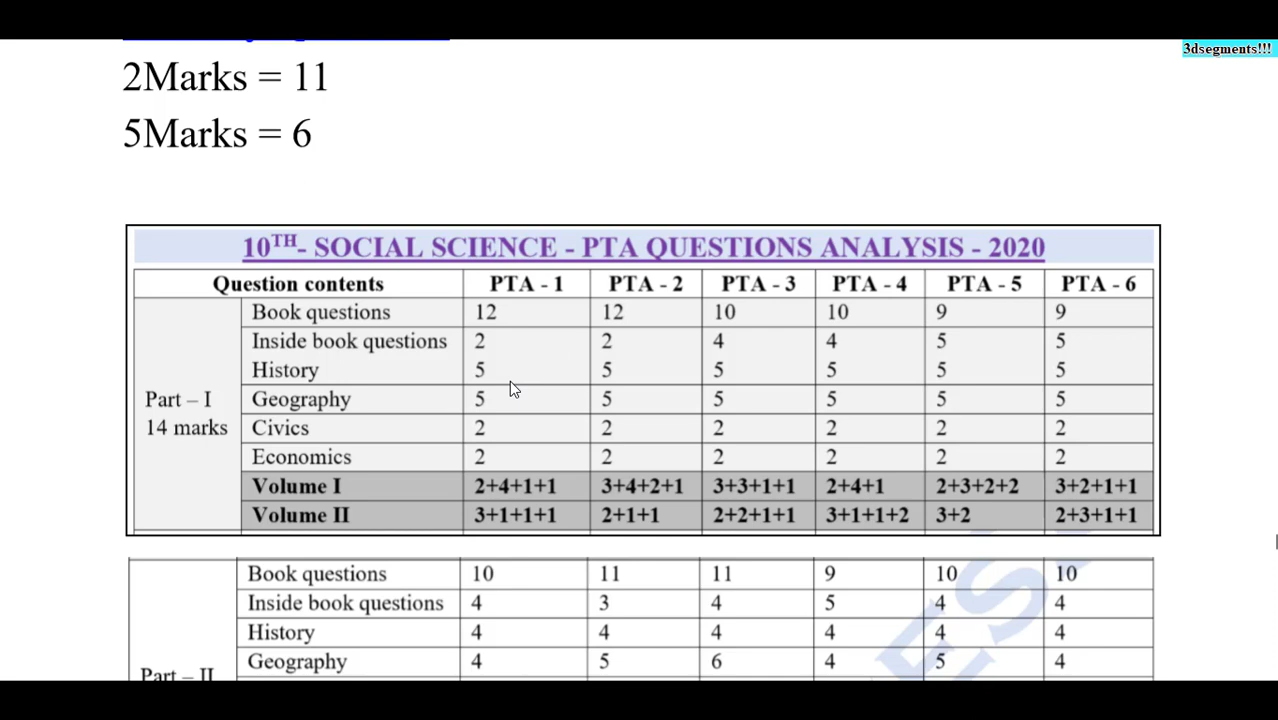 3dsegments!!!
2Marks = 11
5Marks = 6
10TH- SOCIAL SCIENCE - PTA QUESTIONS ANALYSIS - 2020
Question contents PTA - 1 PTA - 2 PTA - 3 PTA - 4 PTA - 5 PTA - 6
Book questions 12 12 10 10 9 9
Inside book questions 2 2 4 4 5 5
History 5 5 5 5 5 5
Part – I Geography 5 5 5 5 5 5
14 marks Civics 2 2 2 2 2 2
Economics 2 2 2 2 2 2
Volume I 2+4+1+1 3+4+2+1 3+3+1+1 2+4+1 2+3+2+2 3+2+1+1
Volume II 3+1+1+1 2+1+1 2+2+1+1 3+1+1+2 3+2 2+3+1+1
Book questions 10 11 11 9 10 10
Inside book questions 4 3 4 5 4 4
History 4 4 4 4 4 4
Geography 4 5 6 4 5 4
Part – II